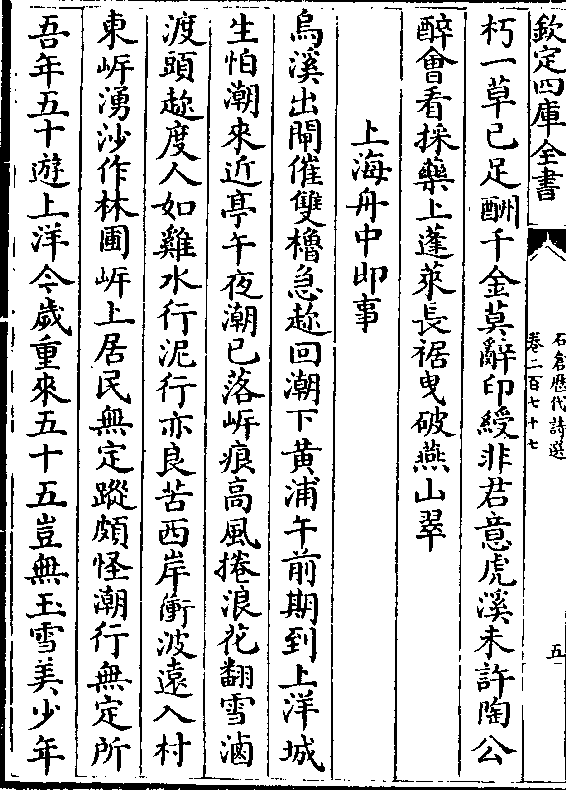 欽定四庫全書
石倉歷代詩選
卷二百七十七
五
朽一草已足酬千金莫辭印綬非君意虎溪未許陶公
醉會看採藥上蓬萊長裾曳破燕山翠
上海舟中即事
烏溪出閘催雙櫓急趂回潮下黃浦午前期到上洋城
生怕潮來近亭午夜潮已落㟁痕高風捲浪花翻雪滷
渡頭趂度人如雞水行泥行亦良苦西岸衝波遠入村
東㟁湧沙作林圃㟁上居民無定蹤頗怪潮行無定所
吾年五十遊上洋今歲重來五十五豈無玉雪美少年